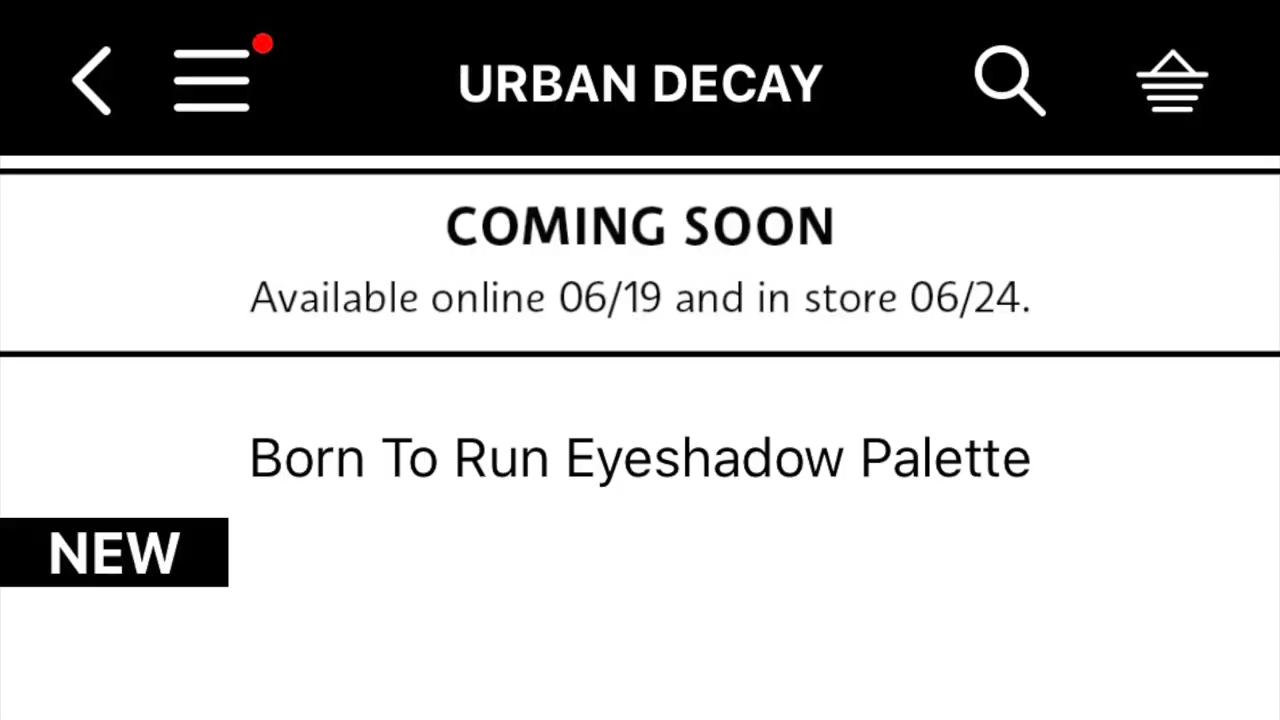 URBAN DECAY
COMING SOON
Available online 06/19 and in store 06/24.
Born To Run Eyeshadow Palette
NEW